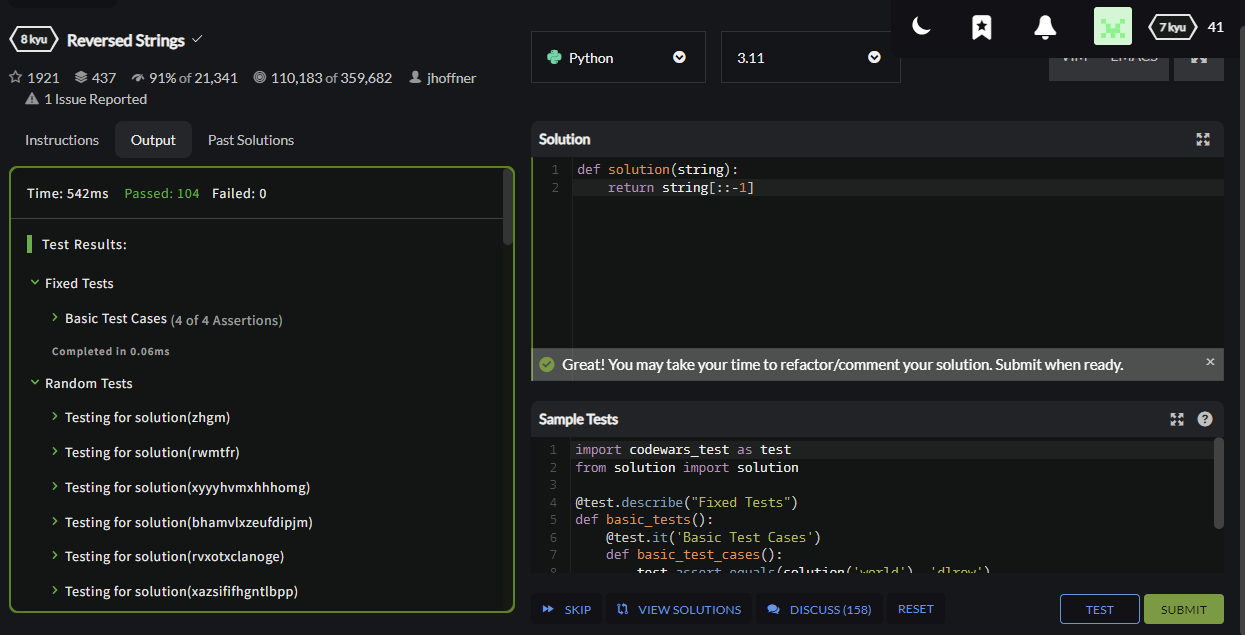 8 kyu Reversed Strings
1921 437 91% of 21,341 110,183 of 359,682 jhoffner
1 Issue Reported
7 kyu 41
Python 3.11 VIM EMACS
Instructions Output Past Solutions
Time: 542ms Passed: 104 Failed: 0
Test Results:
Fixed Tests
Basic Test Cases (4 of 4 Assertions)
Completed in 0.06ms
Random Tests
Testing for solution(zhgm)
Testing for solution(rwmtfr)
Testing for solution(xyyyhvmxhhhomg)
Testing for solution(bhamvlxzeufdipjm)
Testing for solution(rvxotxclanoge)
Testing for solution(xazsififhgntlbpp)
Solution
1 def solution(string):
2     return string[::-1]
Great! You may take your time to refactor/comment your solution. Submit when ready.
Sample Tests
1 import codewars_test as test
2 from solution import solution
3
4 @test.describe("Fixed Tests")
5 def basic_tests():
6     @test.it('Basic Test Cases')
7     def basic_test_cases():
8         test.assert_equals(solution('world'), 'dlrow')
SKIP VIEW SOLUTIONS DISCUSS (158) RESET TEST SUBMIT